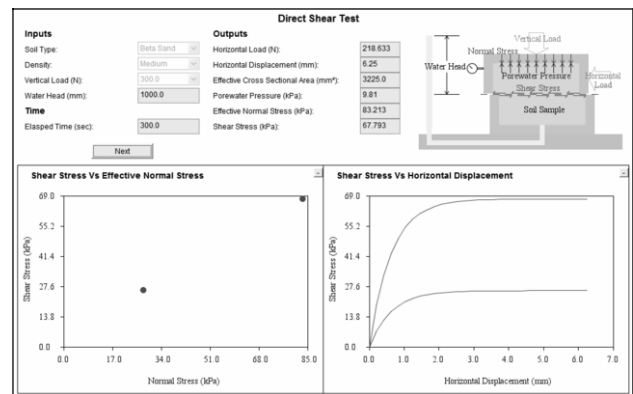 Direct Shear Test
Inputs
Soil Type: Beta Sand
Density: Medium
Vertical Load (N): 300.0
Water Head (mm): 1000.0
Time
Elasped Time (sec): 300.0
Next
Outputs
Horizontal Load (N): 218.633
Horizontal Displacement (mm): 6.25
Effective Cross Sectional Area (mm²): 3225.0
Porewater Pressure (kPa): 9.81
Effective Normal Stress (kPa): 83.213
Shear Stress (kPa): 67.793
Vertical Load
Normal Stress
Water Head
Porewater Pressure
Shear Stress
Horizontal
Load
Soil Sample
Shear Stress Vs Effective Normal Stress
69.0
55.2
41.4
27.6
13.8
0.0
Shear Stress (kPa)
0.0 17.0 34.0 51.0 68.0 85.0
Normal Stress (kPa)
Shear Stress Vs Horizontal Displacement
69.0
55.2
41.4
27.6
13.8
0.0
Shear Stress (kPa)
0.0 1.0 2.0 3.0 4.0 5.0 6.0 7.0
Horizontal Displacement (mm)